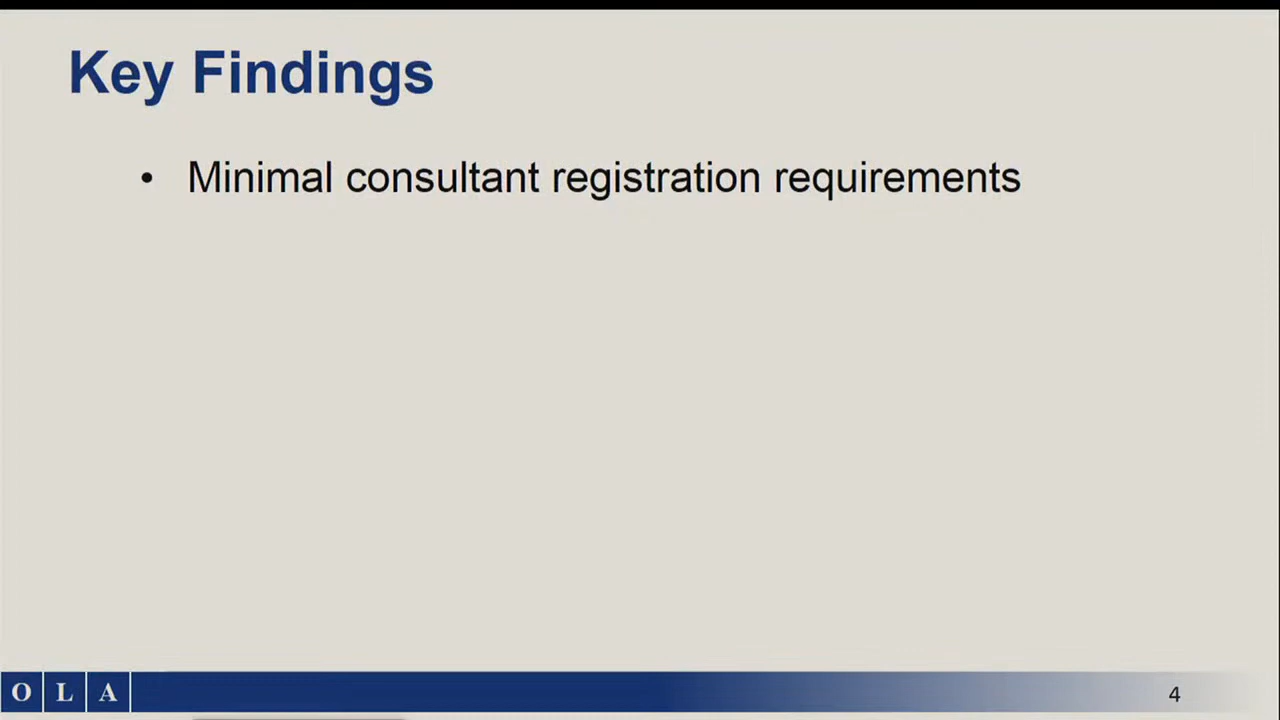 Key Findings
• Minimal consultant registration requirements
O L A
4